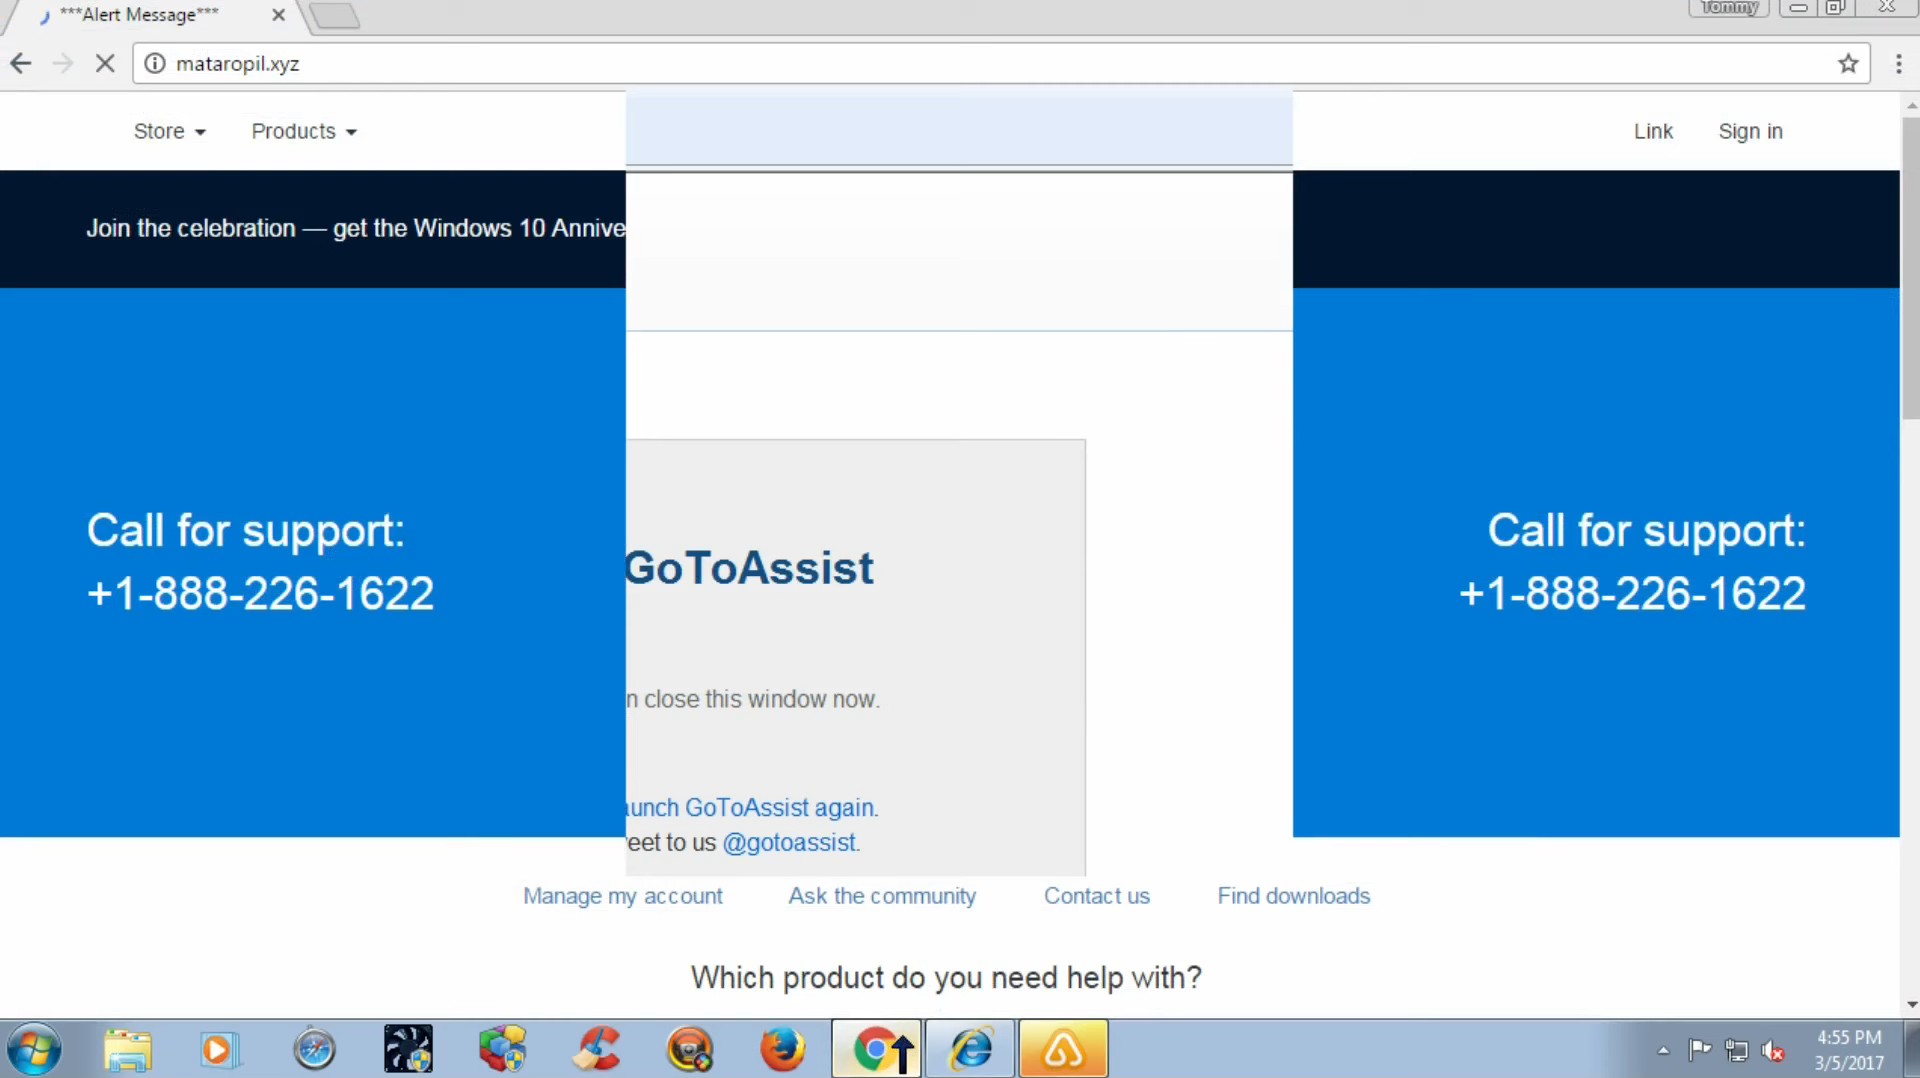 ***Alert Message***
Tommy
mataropil.xyz
Store
Products
Link
Sign in
Join the celebration — get the Windows 10 Annive
Call for support:
+1-888-226-1622
GoToAssist
Call for support:
+1-888-226-1622
n close this window now.
aunch GoToAssist again.
reet to us @gotoassist.
Manage my account
Ask the community
Contact us
Find downloads
Which product do you need help with?
4:55 PM
3/5/2017